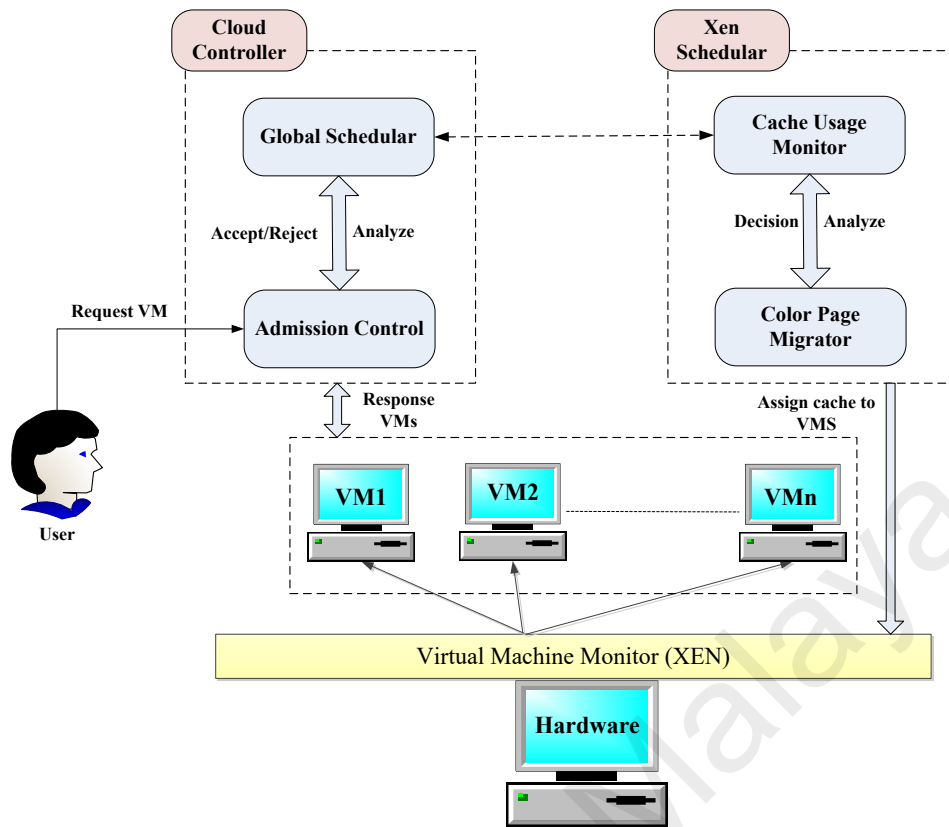 Cloud
Controller
Xen
Schedular
Global Schedular
Cache Usage
Monitor
Accept/Reject
Analyze
Decision
Analyze
Request VM
Admission Control
Color Page
Migrator
Response
VMs
Assign cache to
VMS
User
VM1
VM2
VMn
Virtual Machine Monitor (XEN)
Hardware
Malaya